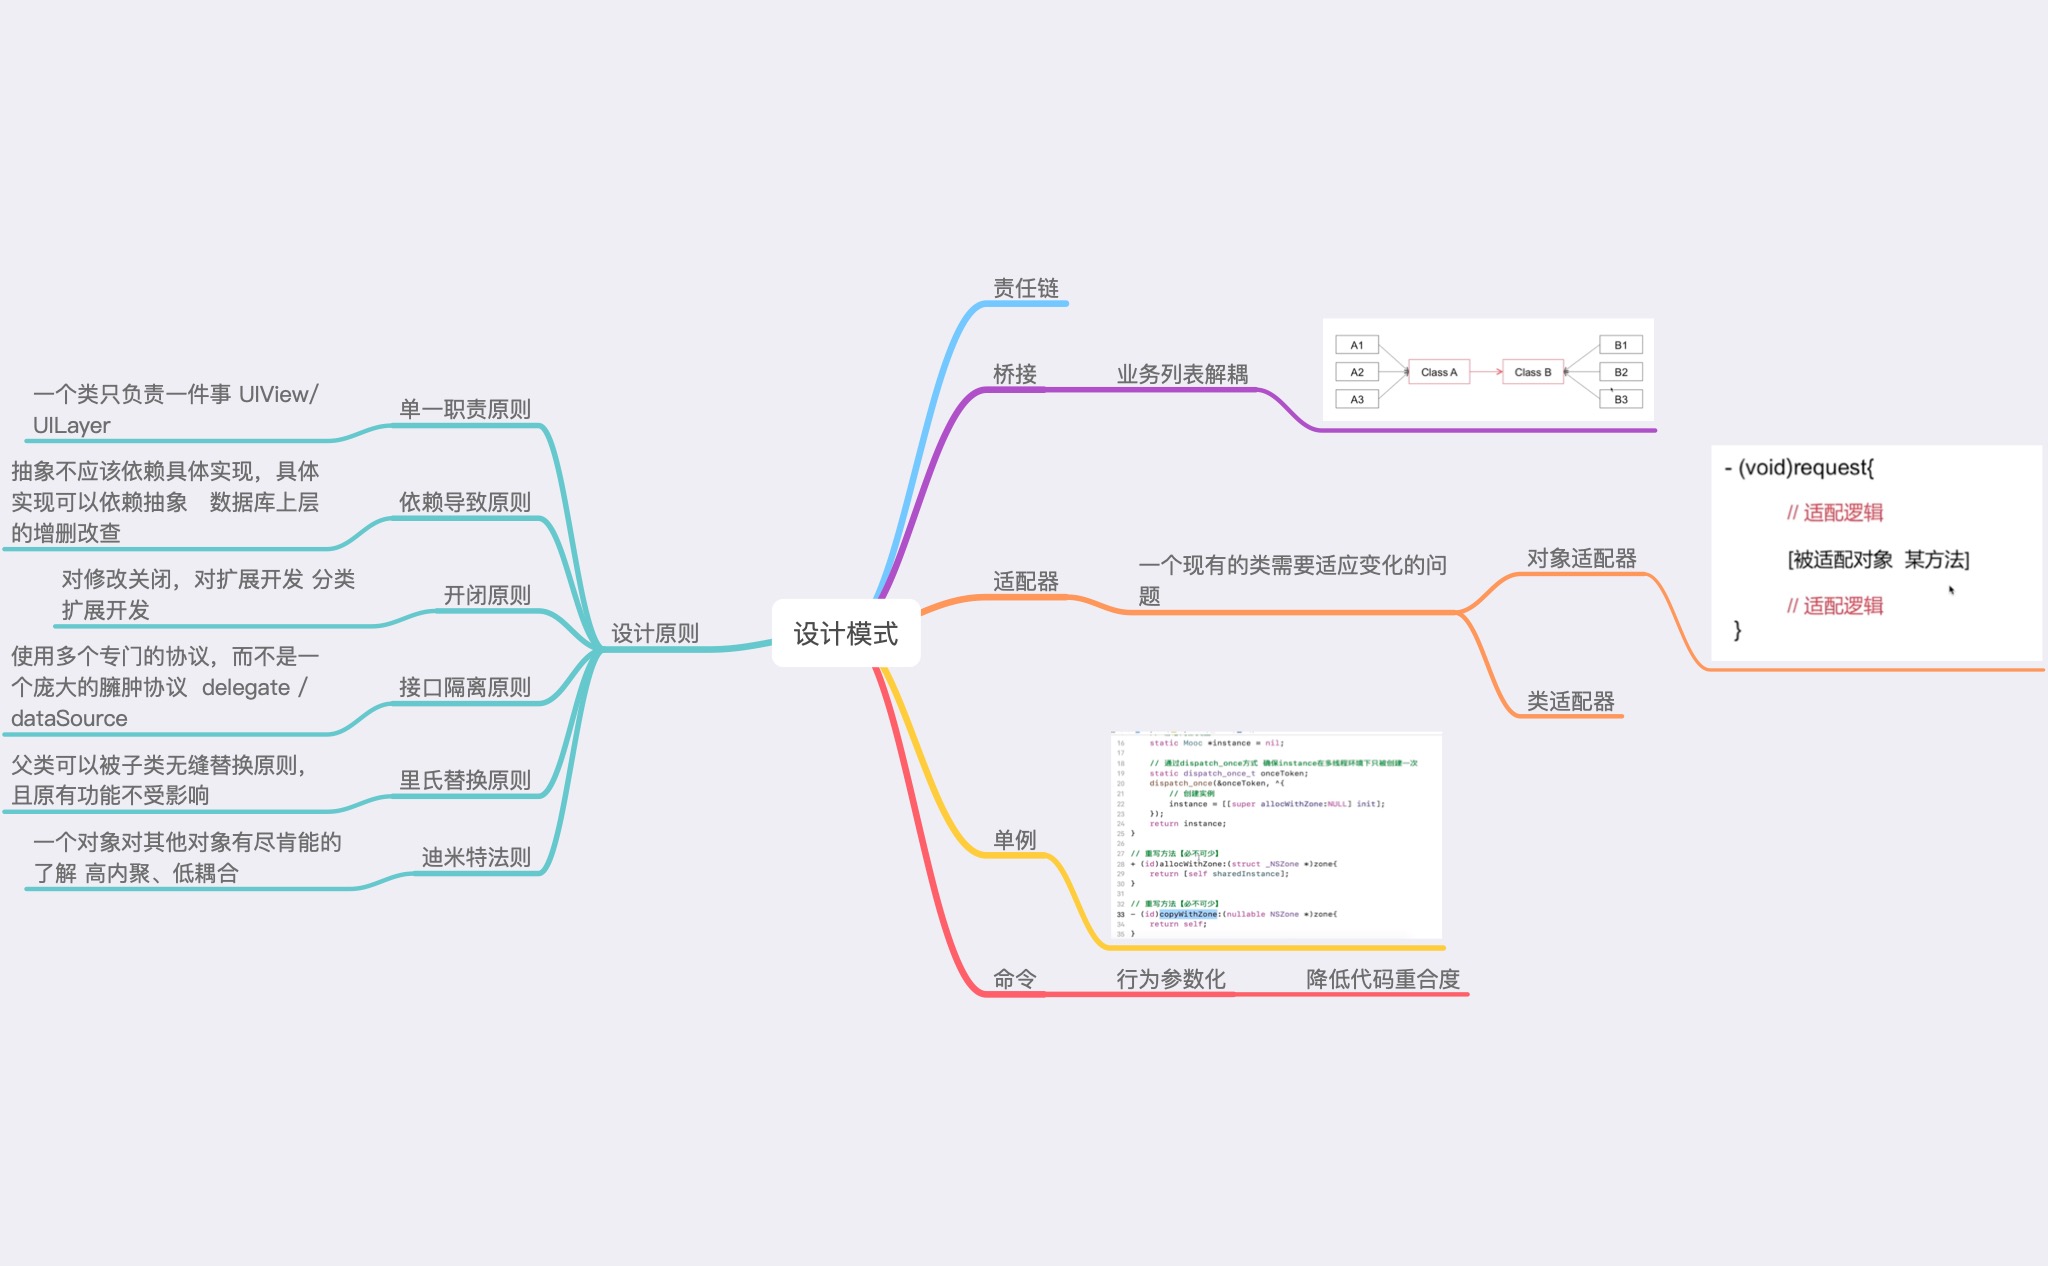 设计模式
设计原则
单一职责原则
一个类只负责一件事 UIView/
UILayer
依赖导致原则
抽象不应该依赖具体实现，具体
实现可以依赖抽象 数据库上层
的增删改查
开闭原则
对修改关闭，对扩展开发 分类
扩展开发
接口隔离原则
使用多个专门的协议，而不是一
个庞大的臃肿协议 delegate /
dataSource
里氏替换原则
父类可以被子类无缝替换原则，
且原有功能不受影响
迪米特法则
一个对象对其他对象有尽肯能的
了解 高内聚、低耦合
责任链
桥接
业务列表解耦
A1
A2
A3
Class A
Class B
B1
B2
B3
适配器
一个现有的类需要适应变化的问
题
对象适配器
- (void)request{
// 适配逻辑
[被适配对象 某方法]
// 适配逻辑
}
类适配器
单例
16 static Mooc *instance = nil;
17
18 // 通过dispatch_once方式 确保instance在多线程环境下只被创建一次
19 static dispatch_once_t onceToken;
20 dispatch_once(&onceToken, ^{
21 // 创建实例
22 instance = [[super allocWithZone:NULL] init];
23 });
24 return instance;
25 }
26
27 // 重写方法【必不可少】
28 + (id)allocWithZone:(struct _NSZone *)zone{
29 return [self sharedInstance];
30 }
31
32 // 重写方法【必不可少】
33 - (id)copyWithZone:(nullable NSZone *)zone{
34 return self;
35 }
命令
行为参数化
降低代码重合度